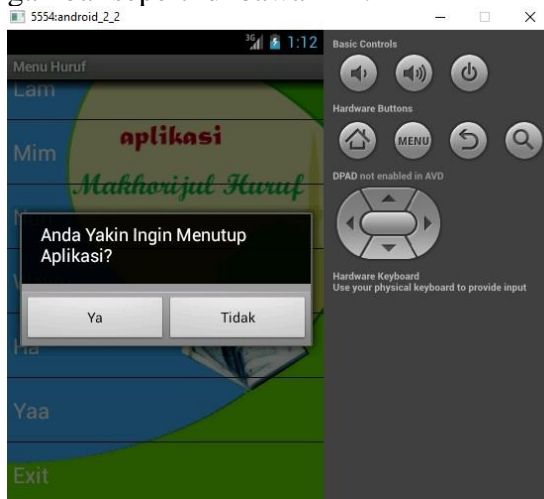 5554:android_2_2
3G 1:12
Menu Huruf
Lam
aplikasi
Mim
Makhorijul Huruf
Anda Yakin Ingin Menutup
Aplikasi?
Ya
Tidak
Ha
Yaa
Exit
Basic Controls
Hardware Buttons
MENU
DPAD not enabled in AVD
Hardware Keyboard
Use your physical keyboard to provide input